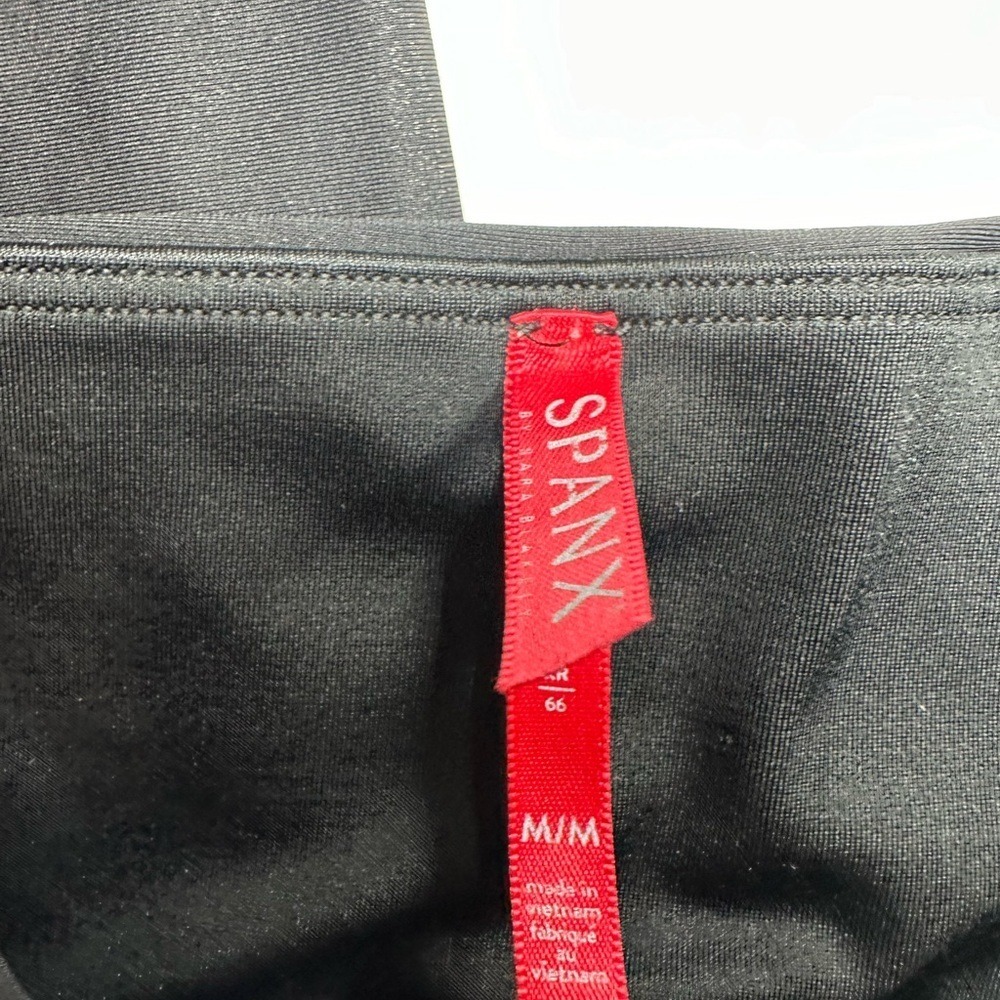 SPANX
BY SARA BLAKELY
66
M/M
made in
vietnam
fabriqué
au
vietnam